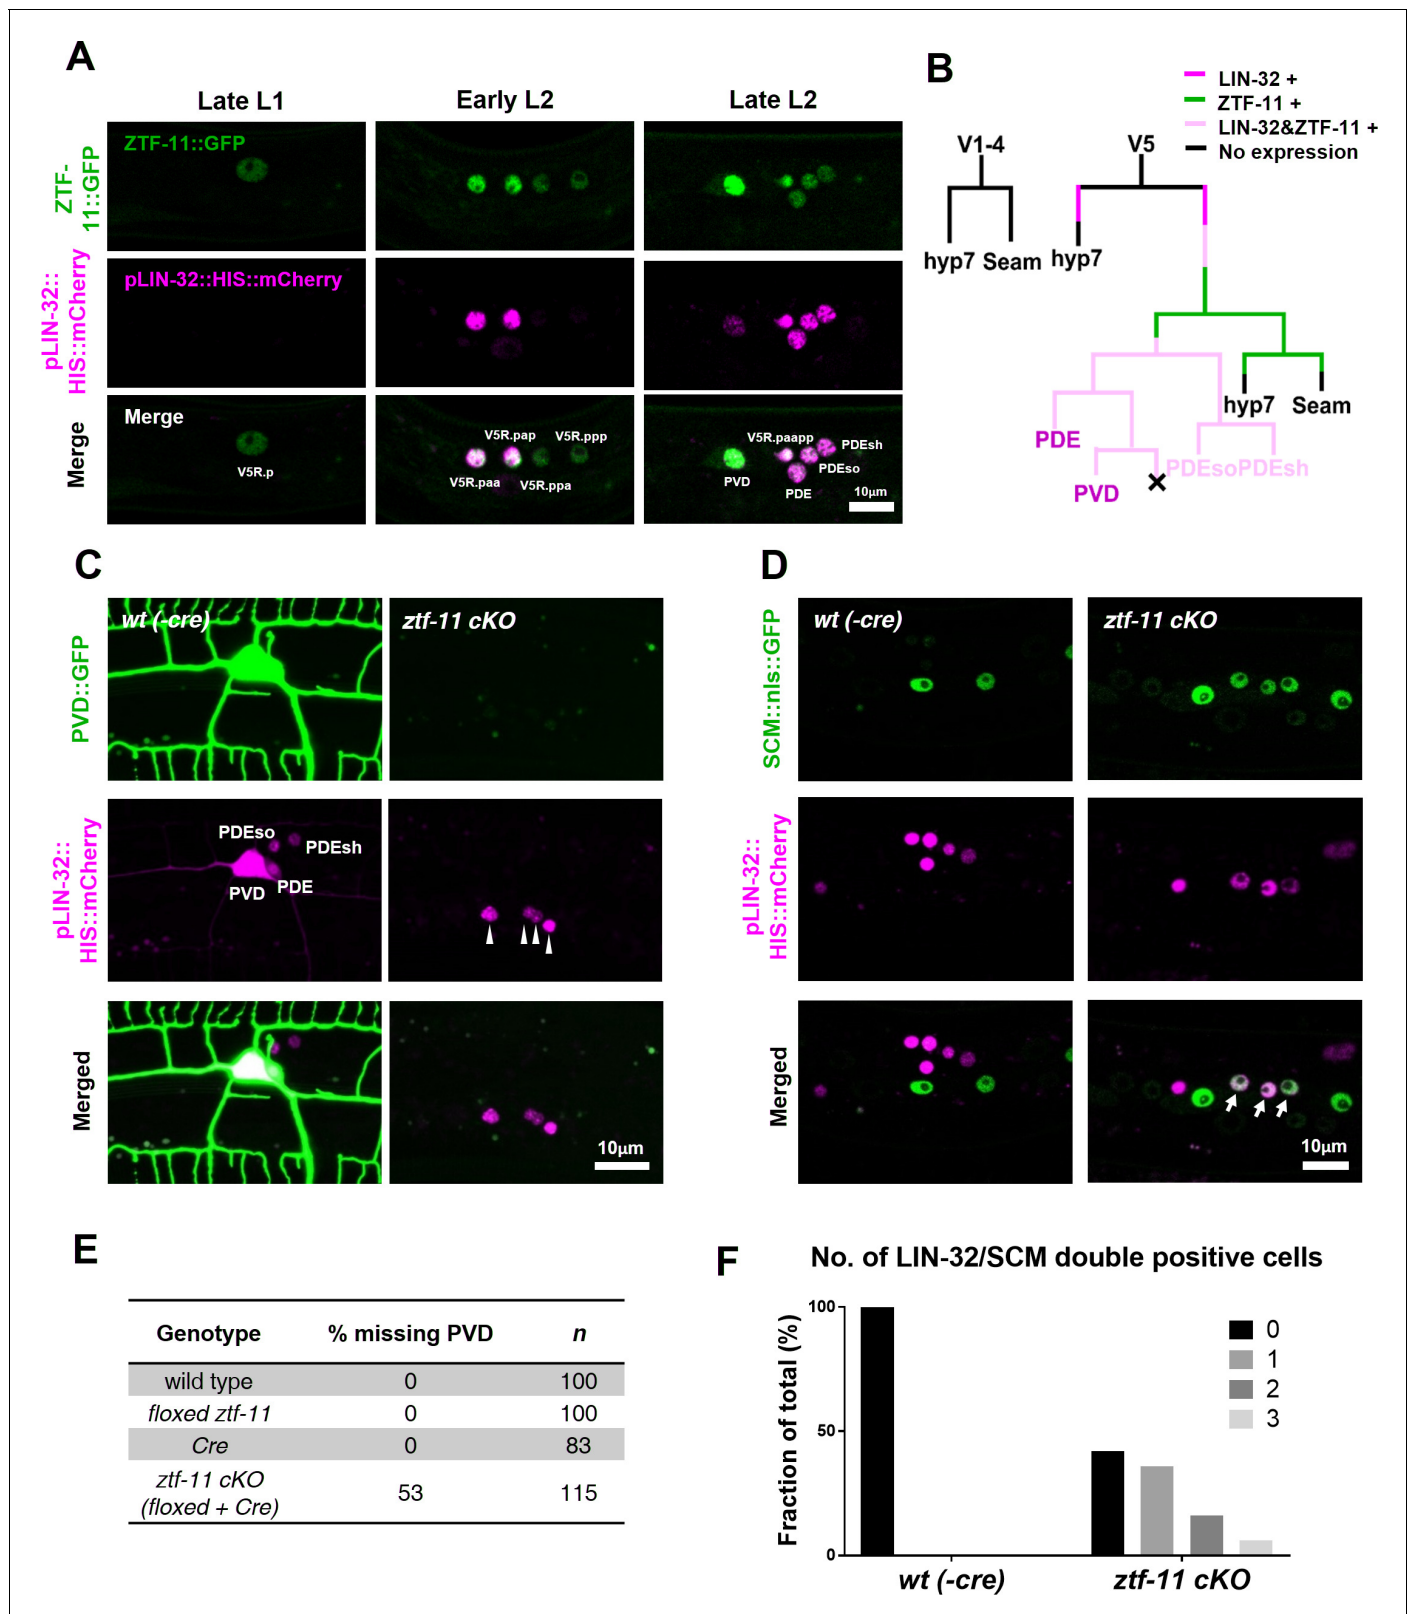 A
Late L1
Early L2
Late L2
ZTF-
11::GFP
ZTF-11::GFP
pLIN-32::
HIS::mCherry
pLIN-32::HIS::mCherry
Merge
Merge
V5R.p
V5R.pap
V5R.ppp
V5R.paa
V5R.ppa
V5R.paapp
PDEsh
PDEso
PVD
PDE
10µm
B
LIN-32 +
ZTF-11 +
LIN-32&ZTF-11 +
No expression
V1-4
V5
hyp7 Seam hyp7
hyp7 Seam
PDE
PDEsoPDEsh
PVD
C
PVD::GFP
wt (-cre)
ztf-11 cKO
pLIN-32::
HIS::mCherry
PDEso
PDEsh
PVD
PDE
Merged
10µm
D
SCM::nls::GFP
wt (-cre)
ztf-11 cKO
pLIN-32::
HIS::mCherry
Merged
10µm
E
Genotype % missing PVD n
wild type 0 100
floxed ztf-11 0 100
Cre 0 83
ztf-11 cKO
(floxed + Cre) 53 115
F
No. of LIN-32/SCM double positive cells
Fraction of total (%)
100
50
0
0
1
2
3
wt (-cre)
ztf-11 cKO